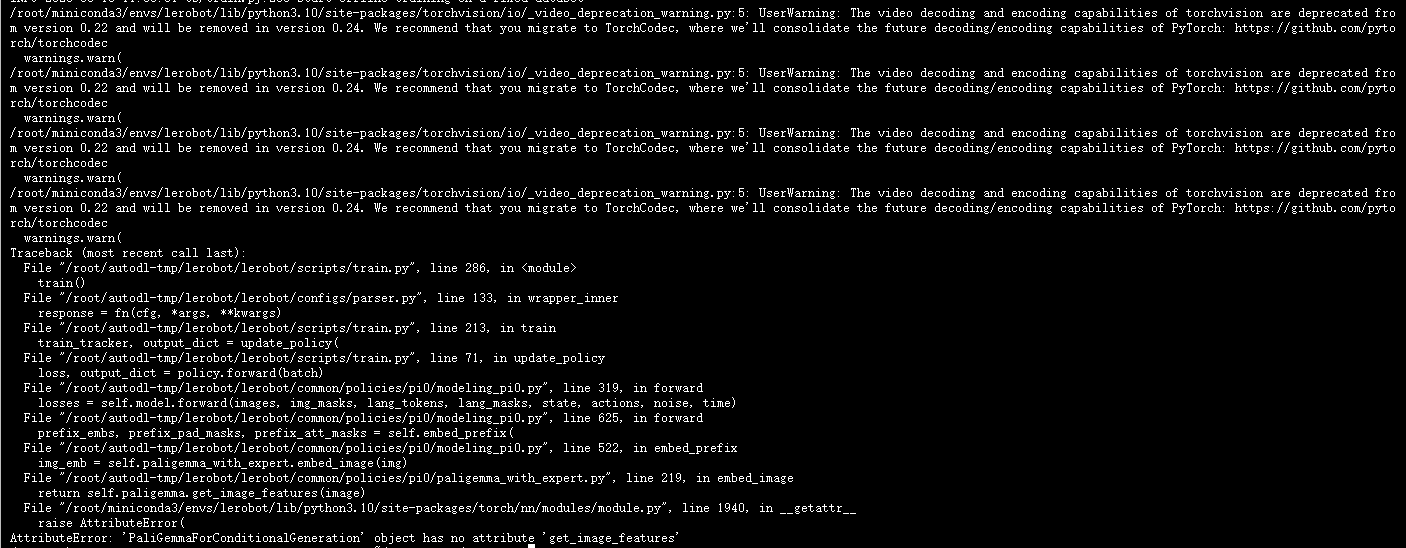 /root/miniconda3/envs/lerobot/lib/python3.10/site-packages/torchvision/io/_video_deprecation_warning.py:5: UserWarning: The video decoding and encoding capabilities of torchvision are deprecated fro
m version 0.22 and will be removed in version 0.24. We recommend that you migrate to TorchCodec, where we'll consolidate the future decoding/encoding capabilities of PyTorch: https://github.com/pyto
rch/torchcodec
  warnings.warn(
/root/miniconda3/envs/lerobot/lib/python3.10/site-packages/torchvision/io/_video_deprecation_warning.py:5: UserWarning: The video decoding and encoding capabilities of torchvision are deprecated fro
m version 0.22 and will be removed in version 0.24. We recommend that you migrate to TorchCodec, where we'll consolidate the future decoding/encoding capabilities of PyTorch: https://github.com/pyto
rch/torchcodec
  warnings.warn(
/root/miniconda3/envs/lerobot/lib/python3.10/site-packages/torchvision/io/_video_deprecation_warning.py:5: UserWarning: The video decoding and encoding capabilities of torchvision are deprecated fro
m version 0.22 and will be removed in version 0.24. We recommend that you migrate to TorchCodec, where we'll consolidate the future decoding/encoding capabilities of PyTorch: https://github.com/pyto
rch/torchcodec
  warnings.warn(
/root/miniconda3/envs/lerobot/lib/python3.10/site-packages/torchvision/io/_video_deprecation_warning.py:5: UserWarning: The video decoding and encoding capabilities of torchvision are deprecated fro
m version 0.22 and will be removed in version 0.24. We recommend that you migrate to TorchCodec, where we'll consolidate the future decoding/encoding capabilities of PyTorch: https://github.com/pyto
rch/torchcodec
  warnings.warn(
Traceback (most recent call last):
  File "/root/autodl-tmp/lerobot/lerobot/scripts/train.py", line 286, in <module>
    train()
  File "/root/autodl-tmp/lerobot/lerobot/configs/parser.py", line 133, in wrapper_inner
    response = fn(cfg, *args, **kwargs)
  File "/root/autodl-tmp/lerobot/lerobot/scripts/train.py", line 213, in train
    train_tracker, output_dict = update_policy(
  File "/root/autodl-tmp/lerobot/lerobot/scripts/train.py", line 71, in update_policy
    loss, output_dict = policy.forward(batch)
  File "/root/autodl-tmp/lerobot/lerobot/common/policies/pi0/modeling_pi0.py", line 319, in forward
    losses = self.model.forward(images, img_masks, lang_tokens, lang_masks, state, actions, noise, time)
  File "/root/autodl-tmp/lerobot/lerobot/common/policies/pi0/modeling_pi0.py", line 625, in forward
    prefix_embs, prefix_pad_masks, prefix_att_masks = self.embed_prefix(
  File "/root/autodl-tmp/lerobot/lerobot/common/policies/pi0/modeling_pi0.py", line 522, in embed_prefix
    img_emb = self.paligemma_with_expert.embed_image(img)
  File "/root/autodl-tmp/lerobot/lerobot/common/policies/pi0/paligemma_with_expert.py", line 219, in embed_image
    return self.paligemma.get_image_features(image)
  File "/root/miniconda3/envs/lerobot/lib/python3.10/site-packages/torch/nn/modules/module.py", line 1940, in __getattr__
    raise AttributeError(
AttributeError: 'PaliGemmaForConditionalGeneration' object has no attribute 'get_image_features'